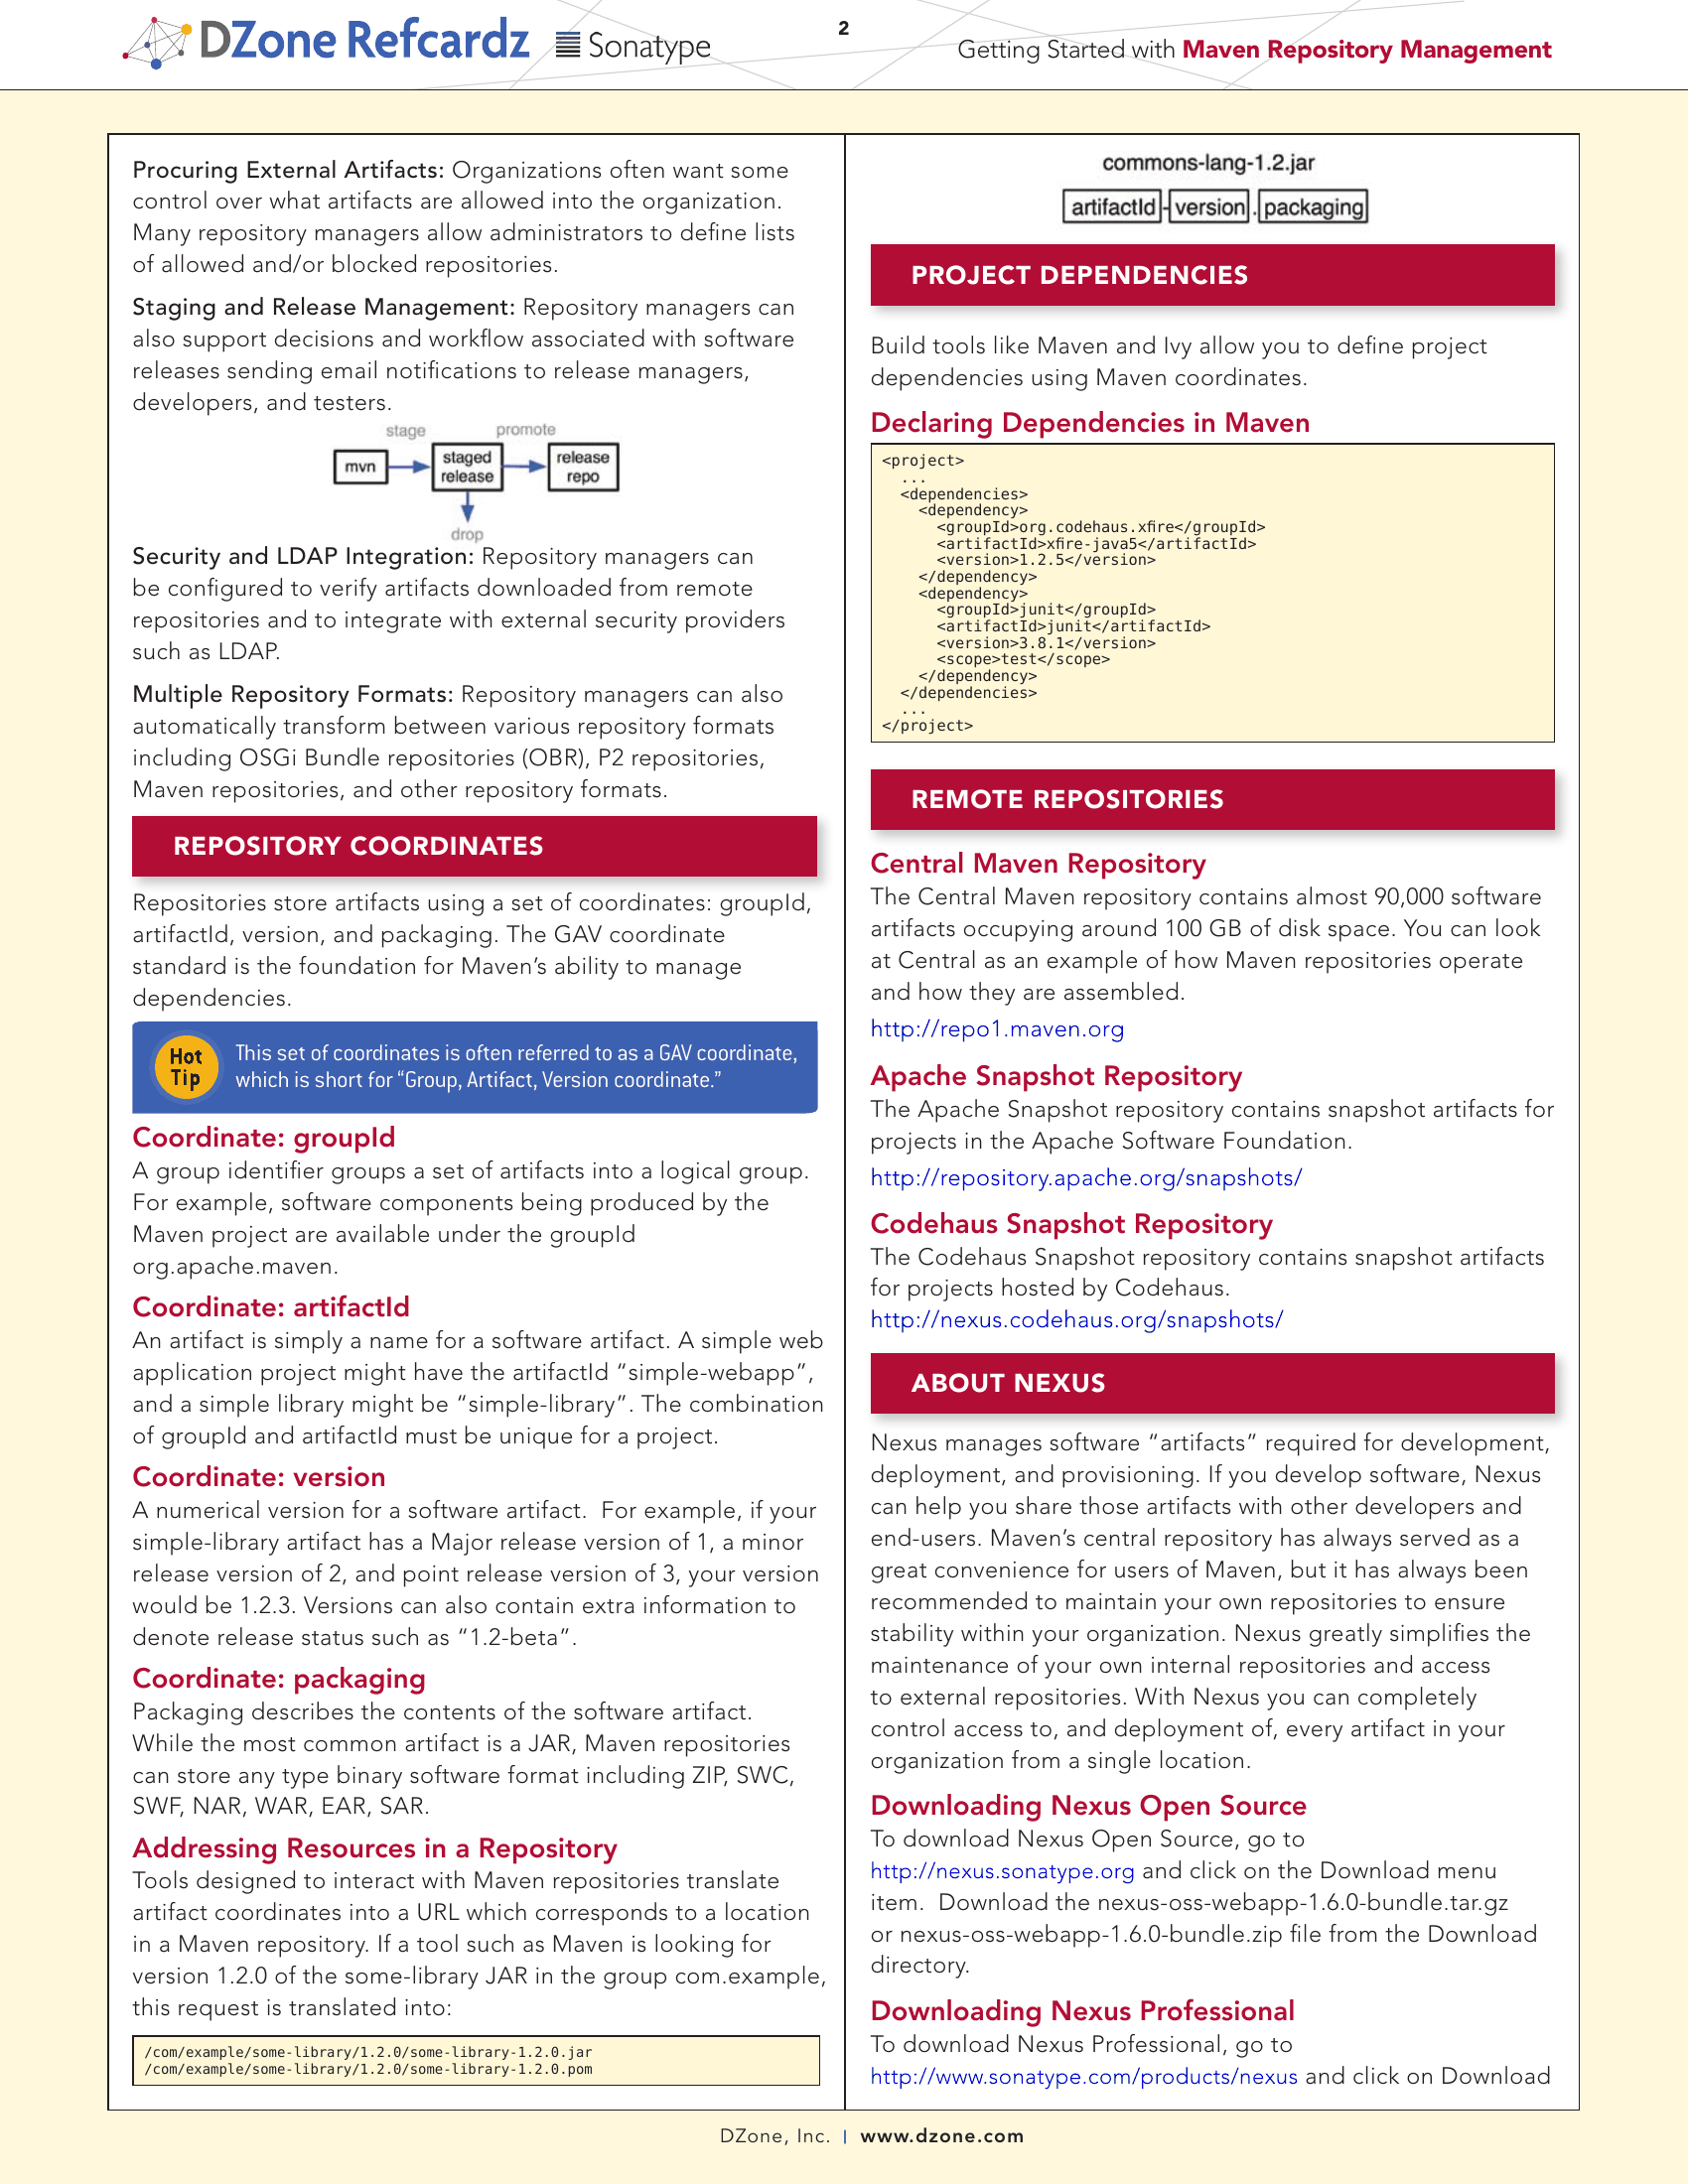 DZone Refcardz
Sonatype
2
Getting Started with Maven Repository Management
Procuring External Artifacts: Organizations often want some
control over what artifacts are allowed into the organization.
Many repository managers allow administrators to define lists
of allowed and/or blocked repositories.
Staging and Release Management: Repository managers can
also support decisions and workflow associated with software
releases sending email notifications to release managers,
developers, and testers.
stage promote
mvn
staged
release
release
repo
drop
Security and LDAP Integration: Repository managers can
be configured to verify artifacts downloaded from remote
repositories and to integrate with external security providers
such as LDAP.
Multiple Repository Formats: Repository managers can also
automatically transform between various repository formats
including OSGi Bundle repositories (OBR), P2 repositories,
Maven repositories, and other repository formats.
REPOSITORY COORDINATES
Repositories store artifacts using a set of coordinates: groupId,
artifactId, version, and packaging. The GAV coordinate
standard is the foundation for Maven’s ability to manage
dependencies.
Hot
Tip
This set of coordinates is often referred to as a GAV coordinate,
which is short for “Group, Artifact, Version coordinate.”
Coordinate: groupId
A group identifier groups a set of artifacts into a logical group.
For example, software components being produced by the
Maven project are available under the groupId
org.apache.maven.
Coordinate: artifactId
An artifact is simply a name for a software artifact. A simple web
application project might have the artifactId “simple-webapp”,
and a simple library might be “simple-library”. The combination
of groupId and artifactId must be unique for a project.
Coordinate: version
A numerical version for a software artifact.  For example, if your
simple-library artifact has a Major release version of 1, a minor
release version of 2, and point release version of 3, your version
would be 1.2.3. Versions can also contain extra information to
denote release status such as “1.2-beta”.
Coordinate: packaging
Packaging describes the contents of the software artifact.
While the most common artifact is a JAR, Maven repositories
can store any type binary software format including ZIP, SWC,
SWF, NAR, WAR, EAR, SAR.
Addressing Resources in a Repository
Tools designed to interact with Maven repositories translate
artifact coordinates into a URL which corresponds to a location
in a Maven repository. If a tool such as Maven is looking for
version 1.2.0 of the some-library JAR in the group com.example,
this request is translated into:
/com/example/some-library/1.2.0/some-library-1.2.0.jar
/com/example/some-library/1.2.0/some-library-1.2.0.pom
commons-lang-1.2.jar
artifactId-version.packaging
PROJECT DEPENDENCIES
Build tools like Maven and Ivy allow you to define project
dependencies using Maven coordinates.
Declaring Dependencies in Maven
<project>
  ...
  <dependencies>
    <dependency>
      <groupId>org.codehaus.xfire</groupId>
      <artifactId>xfire-java5</artifactId>
      <version>1.2.5</version>
    </dependency>
    <dependency>
      <groupId>junit</groupId>
      <artifactId>junit</artifactId>
      <version>3.8.1</version>
      <scope>test</scope>
    </dependency>
  </dependencies>
  ...
</project>
REMOTE REPOSITORIES
Central Maven Repository
The Central Maven repository contains almost 90,000 software
artifacts occupying around 100 GB of disk space. You can look
at Central as an example of how Maven repositories operate
and how they are assembled.
http://repo1.maven.org
Apache Snapshot Repository
The Apache Snapshot repository contains snapshot artifacts for
projects in the Apache Software Foundation.
http://repository.apache.org/snapshots/
Codehaus Snapshot Repository
The Codehaus Snapshot repository contains snapshot artifacts
for projects hosted by Codehaus.
http://nexus.codehaus.org/snapshots/
ABOUT NEXUS
Nexus manages software “artifacts” required for development,
deployment, and provisioning. If you develop software, Nexus
can help you share those artifacts with other developers and
end-users. Maven’s central repository has always served as a
great convenience for users of Maven, but it has always been
recommended to maintain your own repositories to ensure
stability within your organization. Nexus greatly simplifies the
maintenance of your own internal repositories and access
to external repositories. With Nexus you can completely
control access to, and deployment of, every artifact in your
organization from a single location.
Downloading Nexus Open Source
To download Nexus Open Source, go to
http://nexus.sonatype.org and click on the Download menu
item.  Download the nexus-oss-webapp-1.6.0-bundle.tar.gz
or nexus-oss-webapp-1.6.0-bundle.zip file from the Download
directory.
Downloading Nexus Professional
To download Nexus Professional, go to
http://www.sonatype.com/products/nexus and click on Download
DZone, Inc. | www.dzone.com